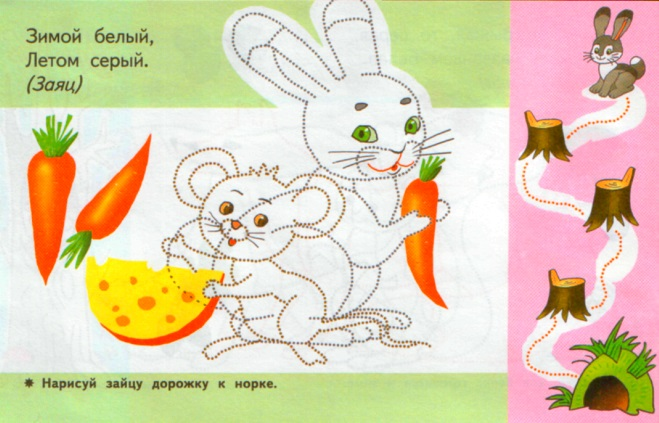 Зимой белый,
Летом серый.
(Заяц)
✷ Нарисуй зайцу дорожку к норке.